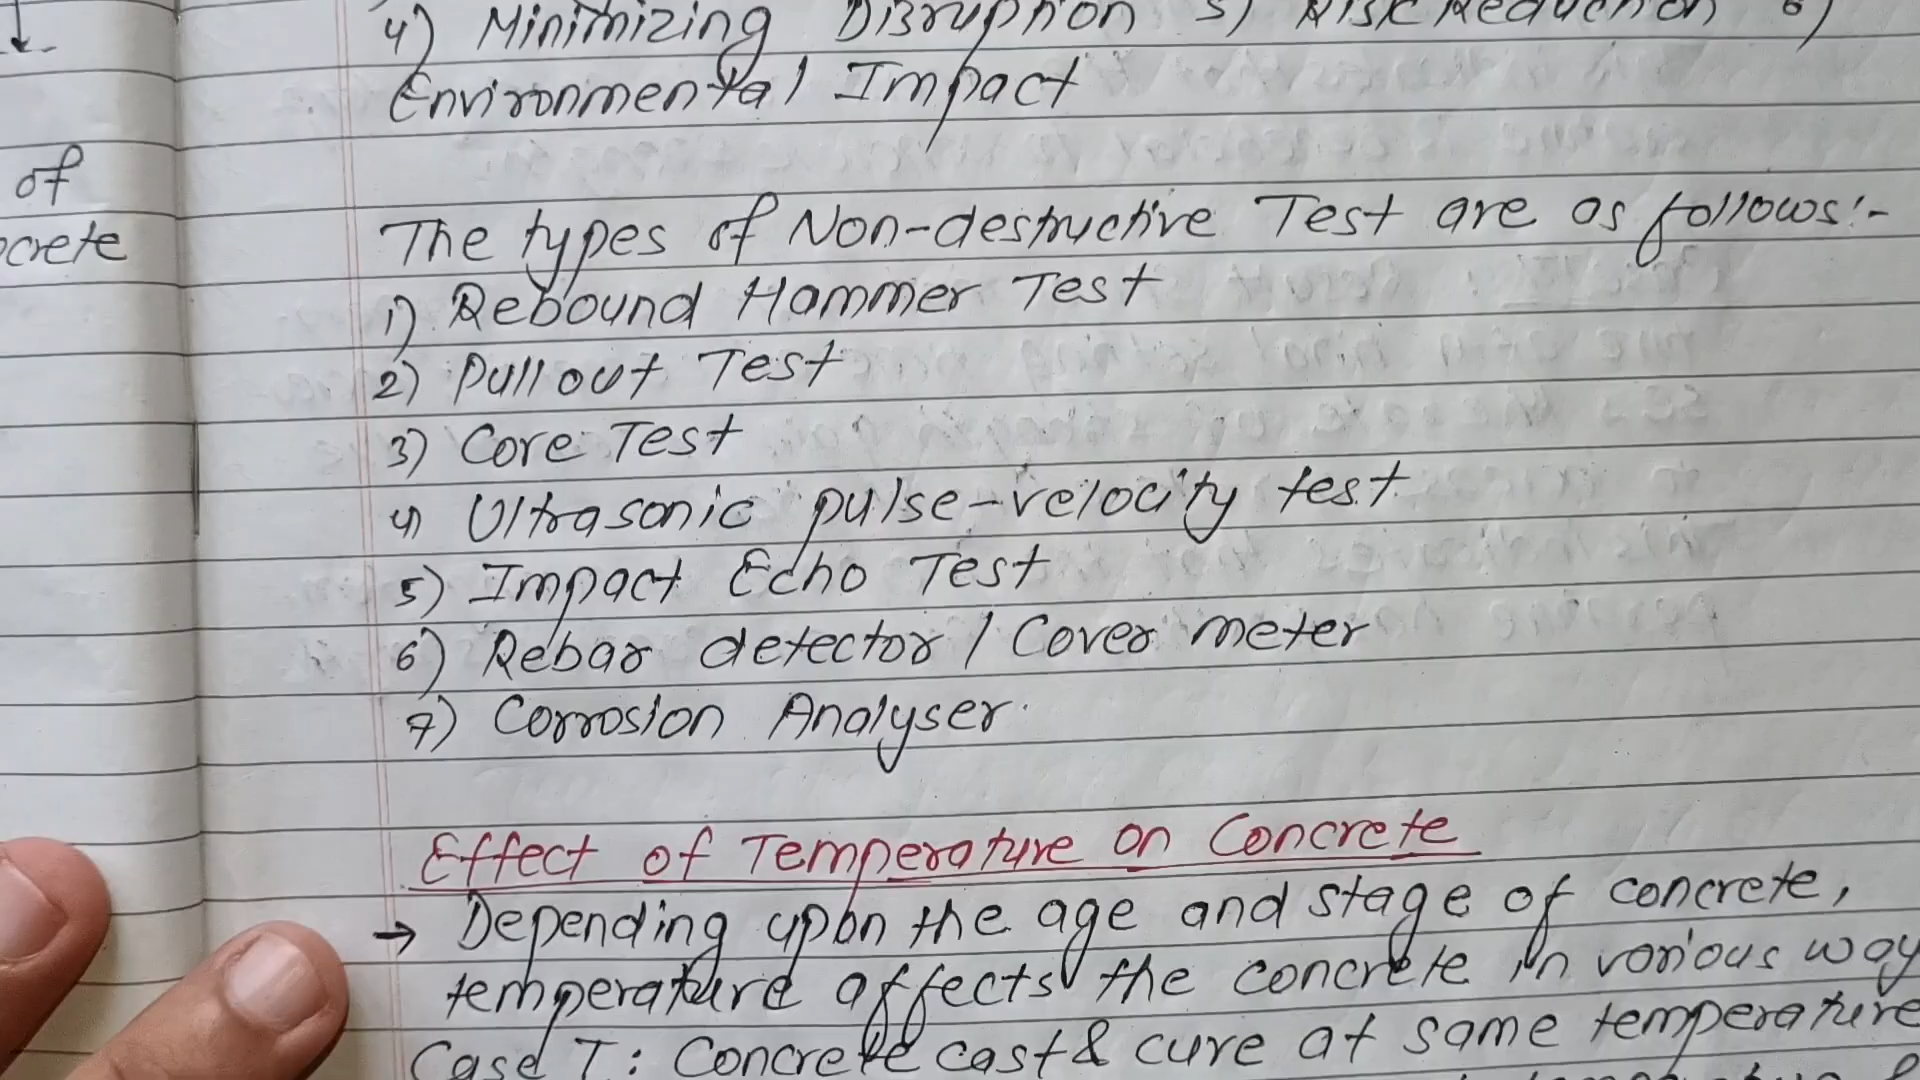 4) Minimizing Disruption 5) Risk Reduction 6)
Environmental Impact
of
crete
The types of Non-destructive Test are as follows:-
1) Rebound Hammer Test
2) Pull out Test
3) Core Test
4) Ultrasonic pulse-velocity test
5) Impact Echo Test
6) Rebar detector / Cover meter
7) Corrosion Analyser.
Effect of Temperature on Concrete
→ Depending upon the age and stage of concrete,
temperature affects the concrete in various way
Case I: Concrete cast & cure at same temperature